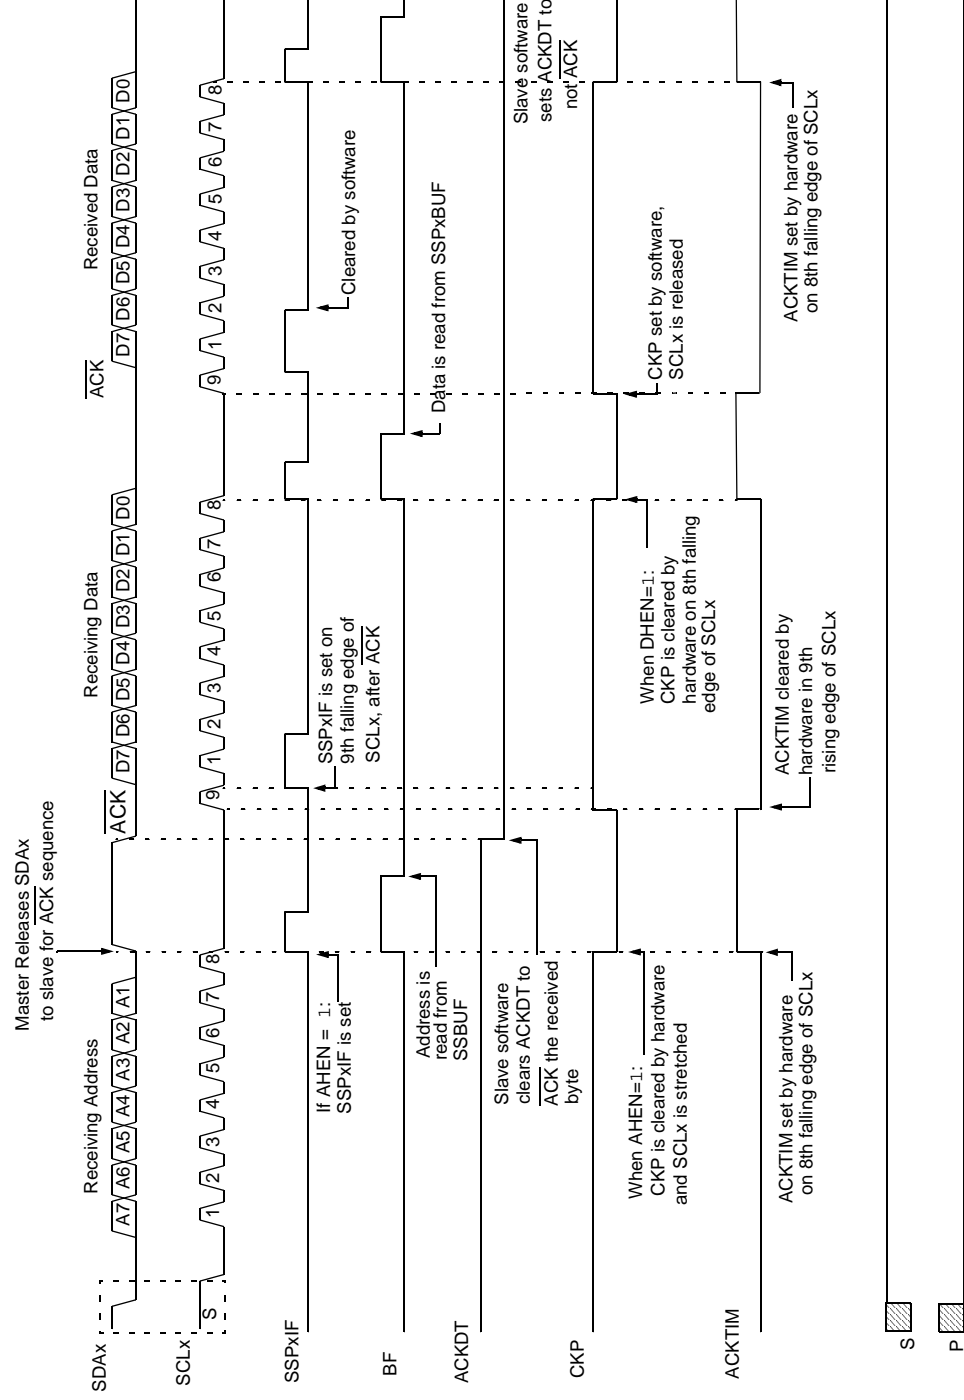 Master Releases SDAx
to slave for ACK sequence
Receiving Address
Receiving Data
Received Data
SDAx
A7 A6 A5 A4 A3 A2 A1
ACK
D7 D6 D5 D4 D3 D2 D1 D0
ACK
D7 D6 D5 D4 D3 D2 D1 D0
SCLx
S
1 2 3 4 5 6 7 8
9 1 2 3 4 5 6 7 8
9 1 2 3 4 5 6 7 8
SSPxIF
If AHEN = 1:
SSPxIF is set
SSPxIF is set on
9th falling edge of
SCLx, after ACK
Cleared by software
BF
Address is
read from
SSBUF
Data is read from SSPxBUF
ACKDT
Slave software
clears ACKDT to
ACK the received
byte
Slave software
sets ACKDT to
not ACK
CKP
When AHEN=1:
CKP is cleared by hardware
and SCLx is stretched
When DHEN=1:
CKP is cleared by
hardware on 8th falling
edge of SCLx
CKP set by software,
SCLx is released
ACKTIM
ACKTIM set by hardware
on 8th falling edge of SCLx
ACKTIM cleared by
hardware in 9th
rising edge of SCLx
ACKTIM set by hardware
on 8th falling edge of SCLx
S
P